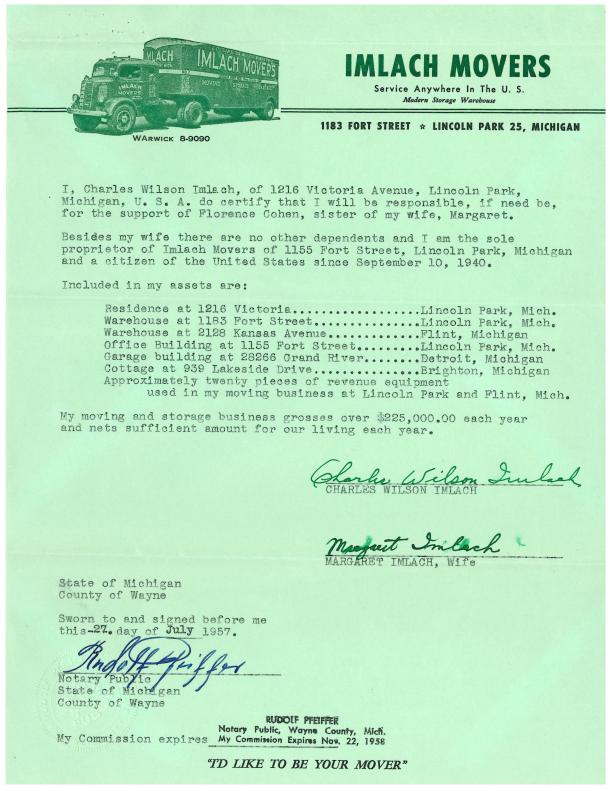 IMLACH MOVERS
IMLACH MOVERS
Service Anywhere In The U. S.
Modern Storage Warehouse
1183 FORT STREET ★ LINCOLN PARK 25, MICHIGAN
WArwick 8-9090
I, Charles Wilson Imlach, of 1216 Victoria Avenue, Lincoln Park,
Michigan, U. S. A. do certify that I will be responsible, if need be,
for the support of Florence Cohen, sister of my wife, Margaret.
Besides my wife there are no other dependents and I am the sole
proprietor of Imlach Movers of 1155 Fort Street, Lincoln Park, Michigan
and a citizen of the United States since September 10, 1940.
Included in my assets are:
Residence at 1216 Victoria..................Lincoln Park, Mich.
Warehouse at 1183 Fort Street...............Lincoln Park, Mich.
Warehouse at 2128 Kansas Avenue.............Flint, Michigan
Office Building at 1155 Fort Street.........Lincoln Park, Mich.
Garage building at 28266 Grand River........Detroit, Michigan
Cottage at 939 Lakeside Drive...............Brighton, Michigan
Approximately twenty pieces of revenue equipment
used in my moving business at Lincoln Park and Flint, Mich.
My moving and storage business grosses over $225,000.00 each year
and nets sufficient amount for our living each year.
Charles Wilson Imlach
CHARLES WILSON IMLACH
Margaret Imlach
MARGARET IMLACH, Wife
State of Michigan
County of Wayne
Sworn to and signed before me
this 27. day of July 1957.
Rudolf Pfeiffer
Notary Public
State of Michigan
County of Wayne
RUDOLF PFEIFFER
Notary Public, Wayne County, Mich.
My Commission expires My Commission Expires Nov. 22, 1958
"I'D LIKE TO BE YOUR MOVER"